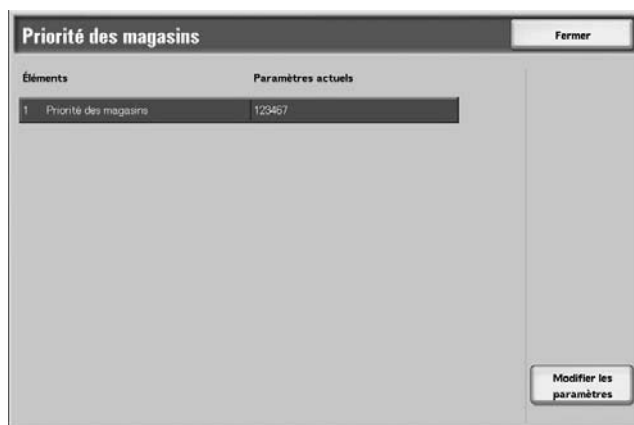 Priorité des magasins
Fermer
Éléments
Paramètres actuels
1 Priorité des magasins 123467
Modifier les
paramètres